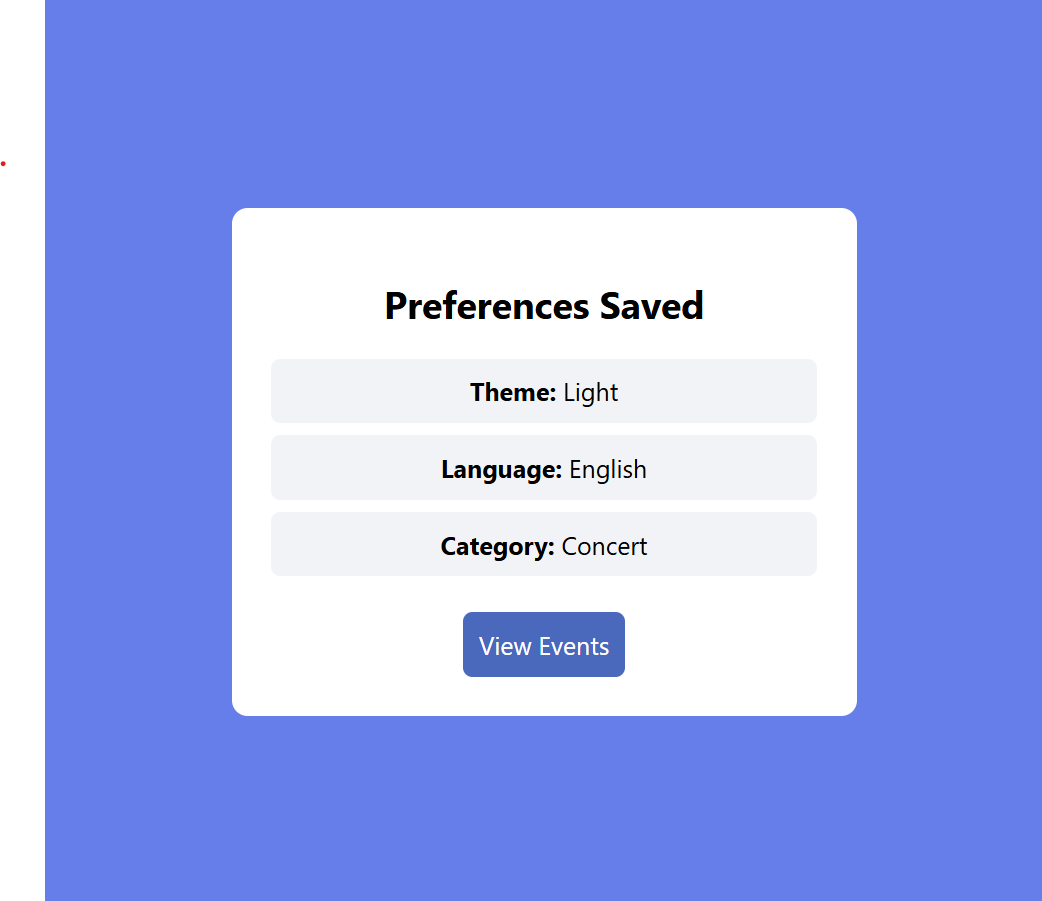 Preferences Saved
Theme: Light
Language: English
Category: Concert
View Events